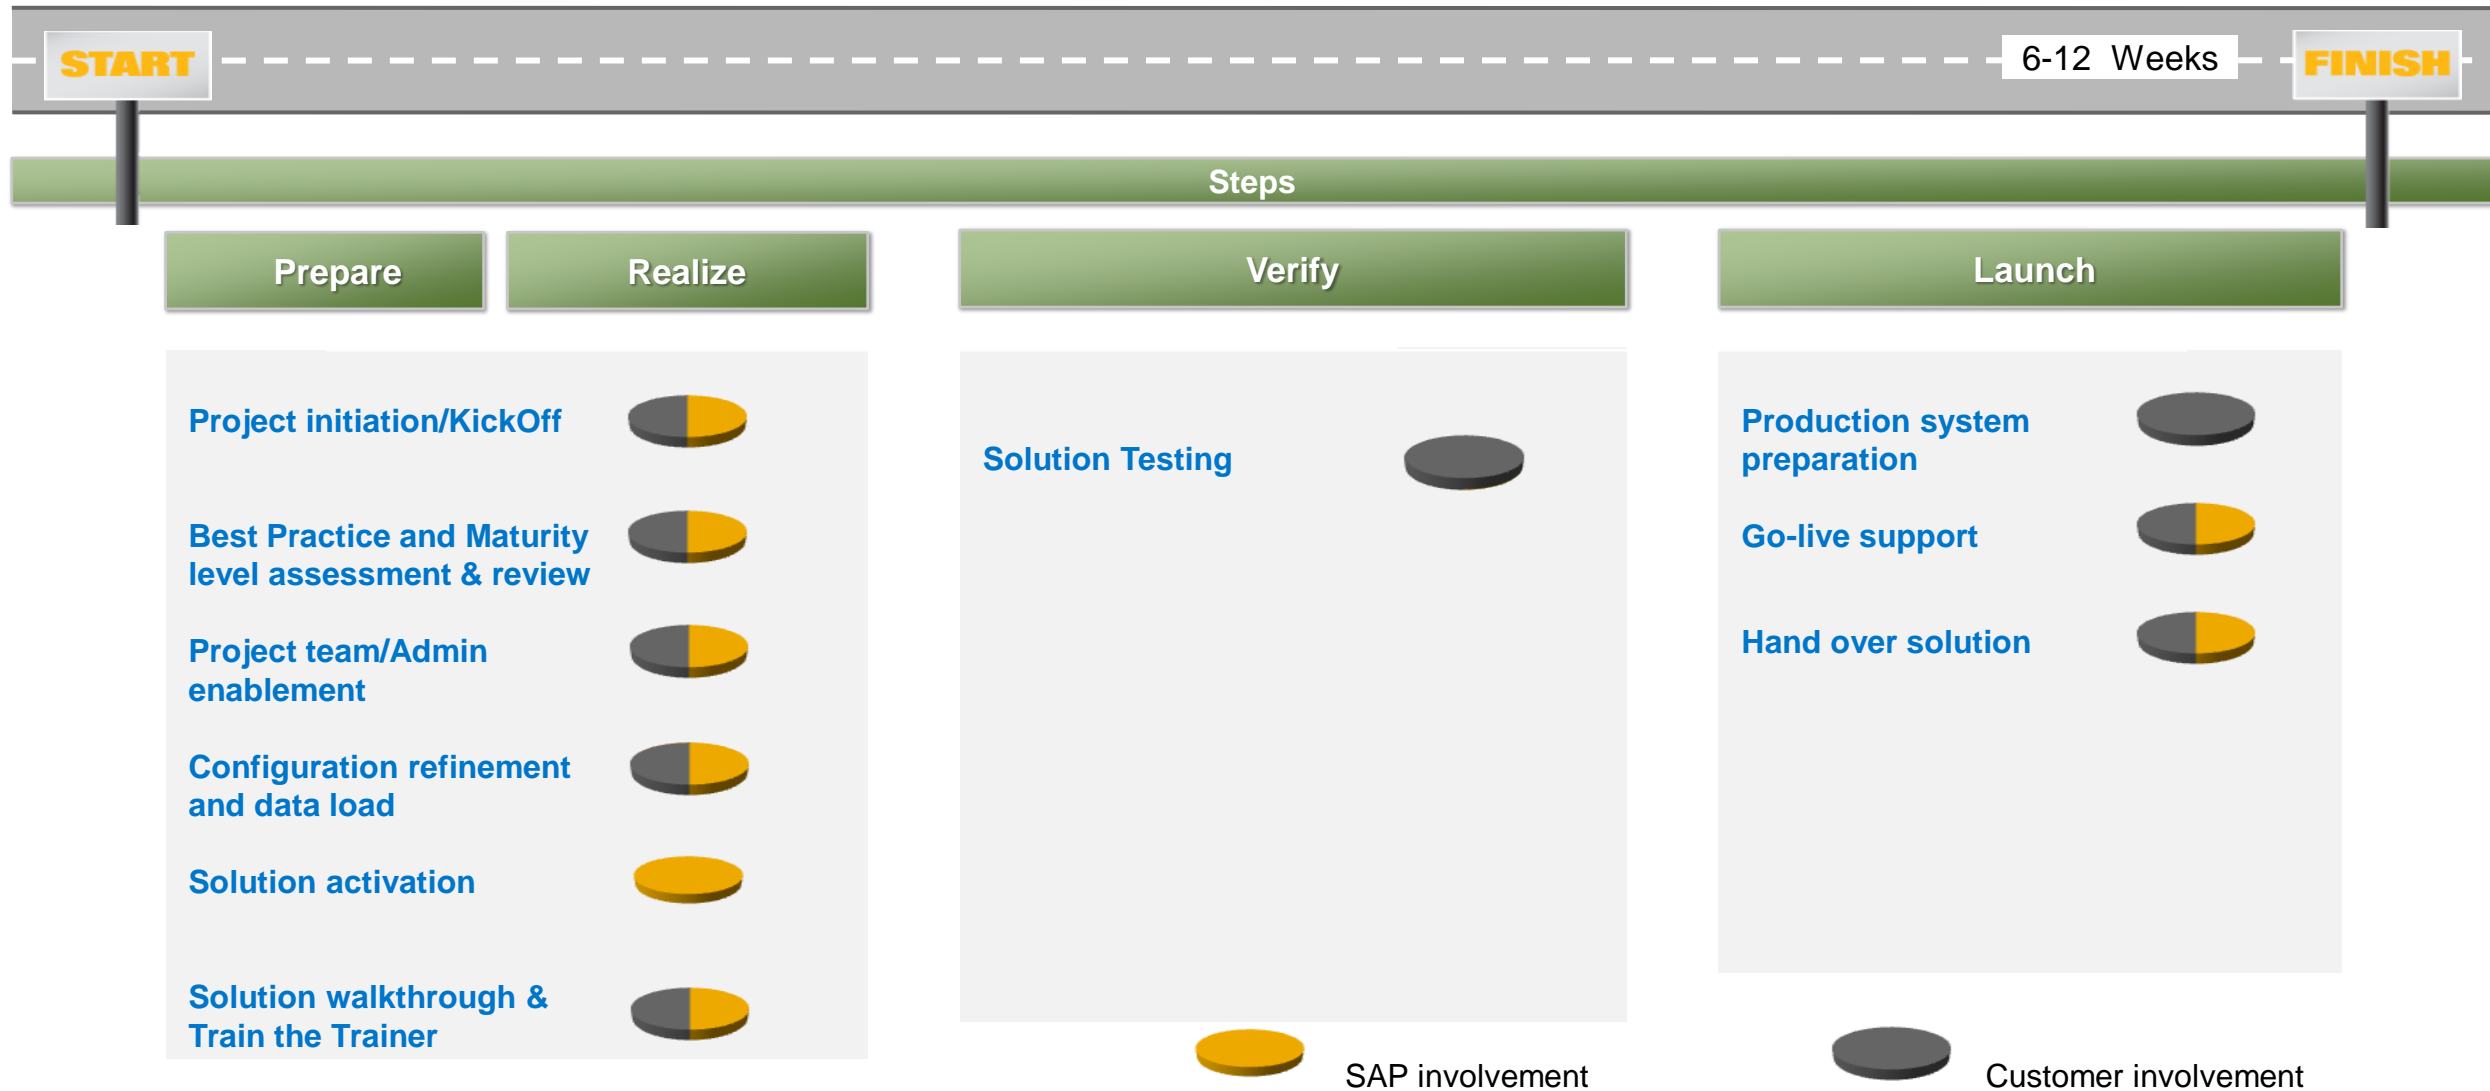 START
6-12 Weeks
FINISH
Steps
Prepare
Realize
Verify
Launch
Project initiation/KickOff
Best Practice and Maturity
level assessment & review
Project team/Admin
enablement
Configuration refinement
and data load
Solution activation
Solution walkthrough &
Train the Trainer
Solution Testing
Production system
preparation
Go-live support
Hand over solution
SAP involvement
Customer involvement